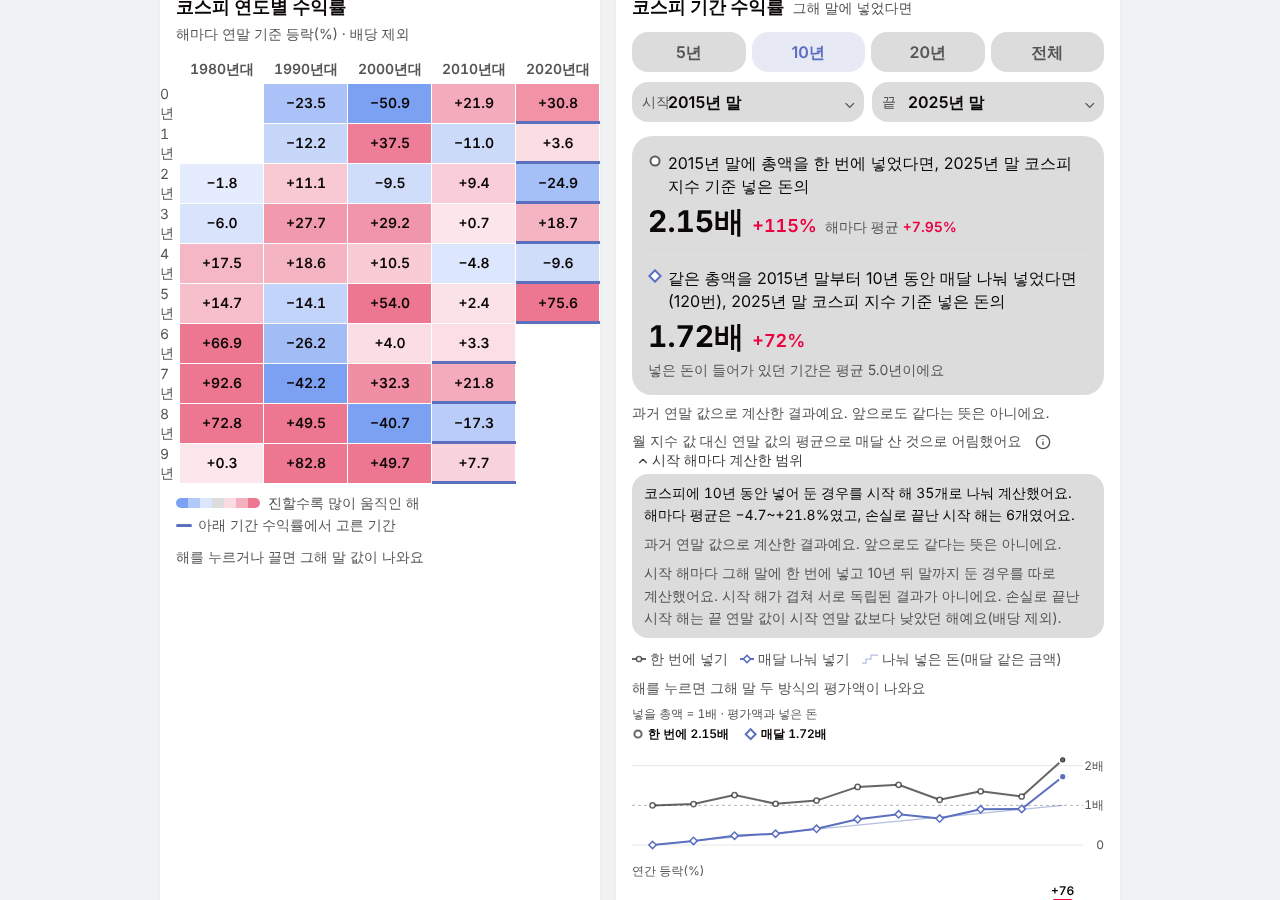 코스피 연도별 수익률
해마다 연말 기준 등락(%) · 배당 제외
1980년대 1990년대 2000년대 2010년대 2020년대
0년 −23.5 −50.9 +21.9 +30.8
1년 −12.2 +37.5 −11.0 +3.6
2년 −1.8 +11.1 −9.5 +9.4 −24.9
3년 −6.0 +27.7 +29.2 +0.7 +18.7
4년 +17.5 +18.6 +10.5 −4.8 −9.6
5년 +14.7 −14.1 +54.0 +2.4 +75.6
6년 +66.9 −26.2 +4.0 +3.3
7년 +92.6 −42.2 +32.3 +21.8
8년 +72.8 +49.5 −40.7 −17.3
9년 +0.3 +82.8 +49.7 +7.7
진할수록 많이 움직인 해
아래 기간 수익률에서 고른 기간
해를 누르거나 끌면 그해 말 값이 나와요
코스피 기간 수익률 그해 말에 넣었다면
5년 10년 20년 전체
시작 2015년 말 끝 2025년 말
2015년 말에 총액을 한 번에 넣었다면, 2025년 말 코스피
지수 기준 넣은 돈의
2.15배 +115% 해마다 평균 +7.95%
같은 총액을 2015년 말부터 10년 동안 매달 나눠 넣었다면
(120번), 2025년 말 코스피 지수 기준 넣은 돈의
1.72배 +72%
넣은 돈이 들어가 있던 기간은 평균 5.0년이에요
과거 연말 값으로 계산한 결과예요. 앞으로도 같다는 뜻은 아니에요.
월 지수 값 대신 연말 값의 평균으로 매달 산 것으로 어림했어요
시작 해마다 계산한 범위
코스피에 10년 동안 넣어 둔 경우를 시작 해 35개로 나눠 계산했어요.
해마다 평균은 −4.7~+21.8%였고, 손실로 끝난 시작 해는 6개였어요.
과거 연말 값으로 계산한 결과예요. 앞으로도 같다는 뜻은 아니에요.
시작 해마다 그해 말에 한 번에 넣고 10년 뒤 말까지 둔 경우를 따로
계산했어요. 시작 해가 겹쳐 서로 독립된 결과가 아니에요. 손실로 끝난
시작 해는 끝 연말 값이 시작 연말 값보다 낮았던 해예요(배당 제외).
한 번에 넣기 매달 나눠 넣기 나눠 넣은 돈(매달 같은 금액)
해를 누르면 그해 말 두 방식의 평가액이 나와요
넣을 총액 = 1배 · 평가액과 넣은 돈
한 번에 2.15배 매달 1.72배
2배
1배
0
연간 등락(%)
+76